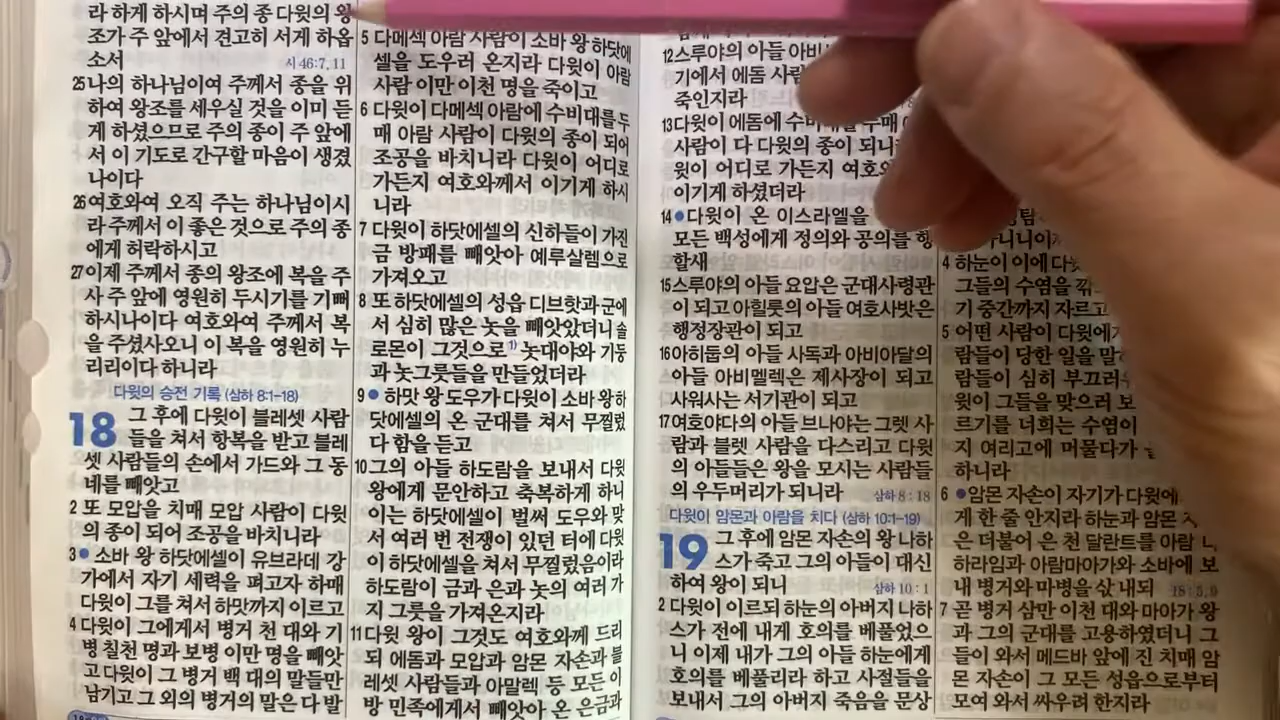 라 하게 하시며 주의 종 다윗의 왕
조가 주 앞에서 견고히 서게 하옵
소서 시 46:7, 11
25 나의 하나님이여 주께서 종을 위
하여 왕조를 세우실 것을 이미 듣
게 하셨으므로 주의 종이 주 앞에
서 이 기도로 간구할 마음이 생겼
나이다
26 여호와여 오직 주는 하나님이시
라 주께서 이 좋은 것으로 주의 종
에게 허락하시고
27 이제 주께서 종의 왕조에 복을 주
사 주 앞에 영원히 두시기를 기뻐
하시나이다 여호와여 주께서 복
을 주셨사오니 이 복을 영원히 누
리리이다 하니라
다윗의 승전 기록 (삼하 8:1-18)
18 그 후에 다윗이 블레셋 사람
들을 쳐서 항복을 받고 블레
셋 사람들의 손에서 가드와 그 동
네를 빼앗고
2 또 모압을 치매 모압 사람이 다윗
의 종이 되어 조공을 바치니라
3 ● 소바 왕 하닷에셀이 유브라데 강
가에서 자기 세력을 펴고자 하매
다윗이 그를 쳐서 하맛까지 이르고
4 다윗이 그에게서 병거 천 대와 기
병 칠천 명과 보병 이만 명을 빼앗
고 다윗이 그 병거 백 대의 말들만
남기고 그 외의 병거의 말은 다 발
5 다메섹 아람 사람이 소바 왕 하닷에
셀을 도우러 온지라 다윗이 아람
사람 이만 이천 명을 죽이고
6 다윗이 다메섹 아람에 수비대를 두
매 아람 사람이 다윗의 종이 되어
조공을 바치니라 다윗이 어디로
가든지 여호와께서 이기게 하시
니라
7 다윗이 하닷에셀의 신하들이 가진
금 방패를 빼앗아 예루살렘으로
가져오고
8 또 하닷에셀의 성읍 디브핫과 군에
서 심히 많은 놋을 빼앗았더니 솔
로몬이 그것으로 1) 놋대야와 기둥
과 놋그릇들을 만들었더라
9 ● 하맛 왕 도우가 다윗이 소바 왕 하
닷에셀의 온 군대를 쳐서 무찔렀
다 함을 듣고
10 그의 아들 하도람을 보내서 다윗
왕에게 문안하고 축복하게 하니
이는 하닷에셀이 벌써 도우와 맞
서 여러 번 전쟁이 있던 터에 다윗
이 하닷에셀을 쳐서 무찔렀음이라
하도람이 금과 은과 놋의 여러 가
지 그릇을 가져온지라
11 다윗 왕이 그것도 여호와께 드리
되 에돔과 모압과 암몬 자손과 블
레셋 사람들과 아말렉 등 모든 이
방 민족에게서 빼앗아 온 은금과
12 스루야의 아들
기에서 에돔
죽인지라
13 다윗이 에돔에
사람이 다 다윗의 종이
윗이 어디로 가든지
이기게 하셨더라
14 ● 다윗이 온 이스라엘을
모든 백성에게 정의와 공의를 행
할새
15 스루야의 아들 요압은 군대사령관
이 되고 아힐룻의 아들 여호사밧은
행정장관이 되고
16 아히둡의 아들 사독과 아비아달의
아들 아비멜렉은 제사장이 되고
사워사는 서기관이 되고
17 여호야다의 아들 브나야는 그렛 사
람과 블렛 사람을 다스리고 다윗
의 아들들은 왕을 모시는 사람들
의 우두머리가 되니라 삼하 8:18
다윗이 암몬과 아람을 치다 (삼하 10:1-19)
19 그 후에 암몬 자손의 왕 나하
스가 죽고 그의 아들이 대신
하여 왕이 되니 삼하 10:1
2 다윗이 이르되 하눈의 아버지 나하
스가 전에 내게 호의를 베풀었으
니 이제 내가 그의 아들 하눈에게
호의를 베풀리라 하고 사절들을
보내서 그의 아버지 죽음을 문상
4 하눈이 이에
그들의 수염을
기 중간까지 자르고
5 어떤 사람이 다윗에게
람들이 당한 일을
람들이 심히
윗이 그들을 맞으러
르기를 너희는 수염이
지 여리고에 머물다가
하니라
6 ● 암몬 자손이 자기가 다윗에
게 한 줄 안지라 하눈과 암몬
은 더불어 은 천 달란트를 아람
하라임과 아람마아가와 소바에 보
내 병거와 마병을 삯 내되 18:5, 9
7 곧 병거 삼만 이천 대와 마아가 왕
과 그의 군대를 고용하였더니 그
들이 와서 메드바 앞에 진 치매 암
몬 자손이 그 모든 성읍으로부터
모여 와서 싸우려 한지라